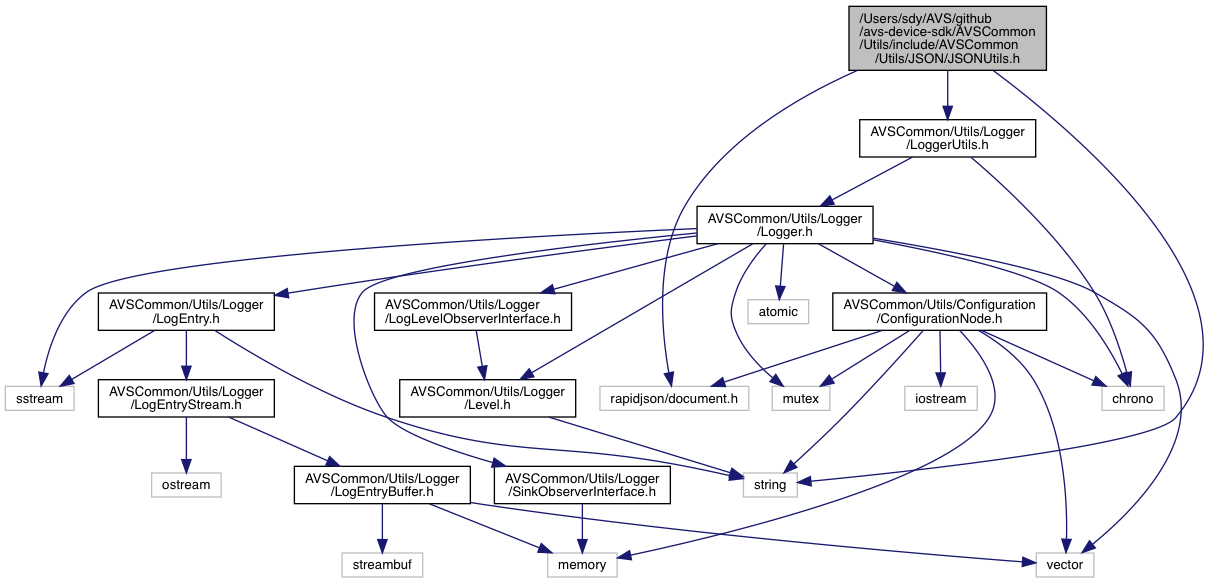 /Users/sdy/AVS/github
/avs-device-sdk/AVSCommon
/Utils/include/AVSCommon
/Utils/JSON/JSONUtils.h
AVSCommon/Utils/Logger
/LoggerUtils.h
AVSCommon/Utils/Logger
/Logger.h
AVSCommon/Utils/Logger
/LogEntry.h
AVSCommon/Utils/Logger
/LogLevelObserverInterface.h
atomic
AVSCommon/Utils/Configuration
/ConfigurationNode.h
sstream
AVSCommon/Utils/Logger
/LogEntryStream.h
AVSCommon/Utils/Logger
/Level.h
rapidjson/document.h
mutex
iostream
chrono
ostream
AVSCommon/Utils/Logger
/LogEntryBuffer.h
AVSCommon/Utils/Logger
/SinkObserverInterface.h
string
streambuf
memory
vector